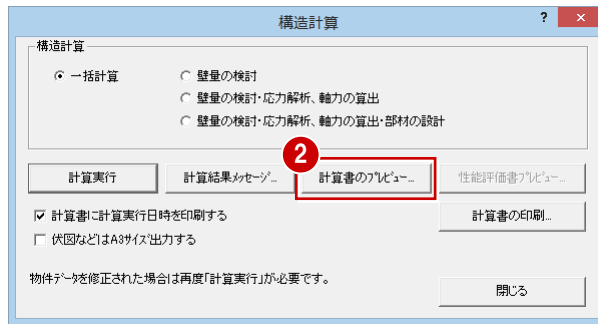 構造計算
? ×
構造計算
一括計算
壁量の検討
壁量の検討・応力解析、軸力の算出
壁量の検討・応力解析、軸力の算出・部材の設計
2
計算実行
計算結果ﾒｯｾｰｼﾞ...
計算書のﾌﾟﾚﾋﾞｭｰ...
性能評価書ﾌﾟﾚﾋﾞｭｰ...
計算書に計算実行日時を印刷する
計算書の印刷...
伏図などはA3ｻｲｽﾞ出力する
物件ﾃﾞｰﾀを修正された場合は再度「計算実行」が必要です。
閉じる